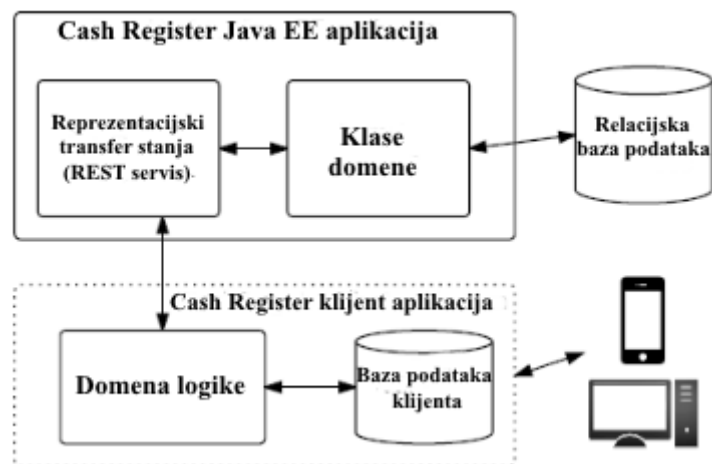 Cash Register Java EE aplikacija
Reprezentacijski
transfer stanja
(REST servis)
Klase
domene
Relacijska
baza podataka
Cash Register klijent aplikacija
Domena logike
Baza podataka
klijenta